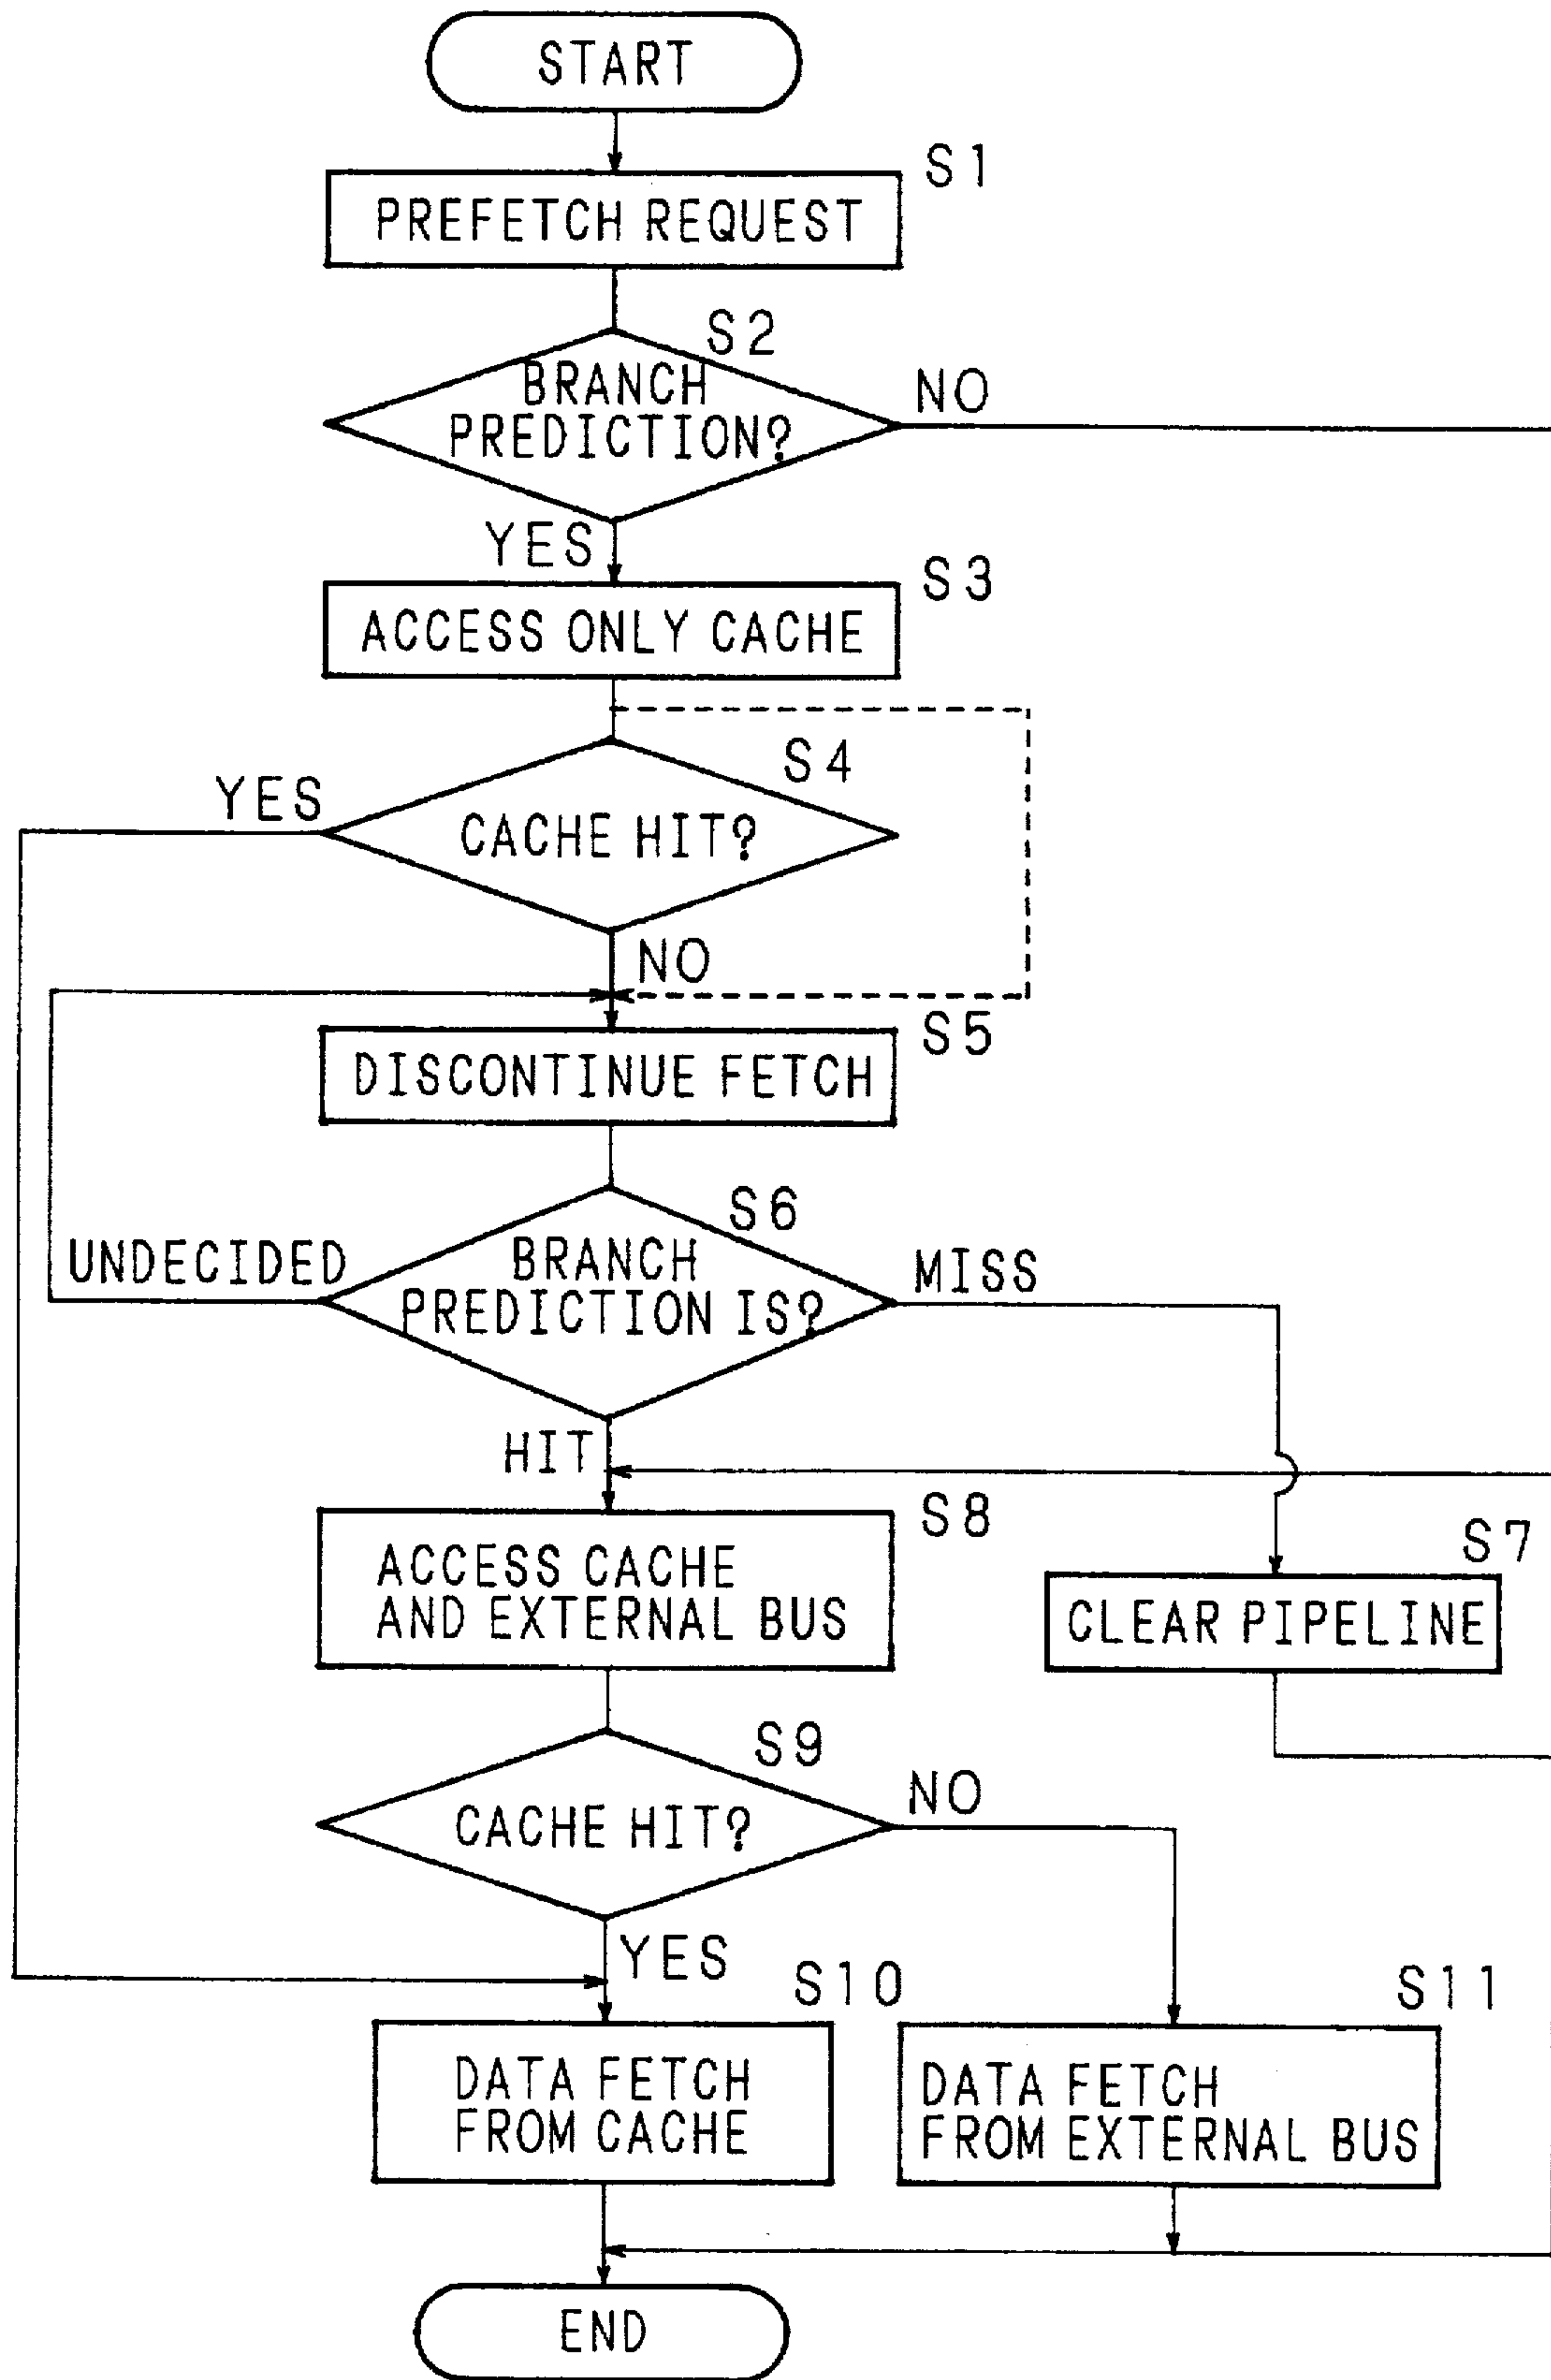 START
S1
PREFETCH REQUEST
S2
BRANCH
PREDICTION?
NO
YES
S3
ACCESS ONLY CACHE
S4
YES
CACHE HIT?
NO
S5
DISCONTINUE FETCH
S6
UNDECIDED
BRANCH
PREDICTION IS?
MISS
HIT
S8
ACCESS CACHE
AND EXTERNAL BUS
S7
CLEAR PIPELINE
S9
CACHE HIT?
NO
YES
S10
S11
DATA FETCH
FROM CACHE
DATA FETCH
FROM EXTERNAL BUS
END